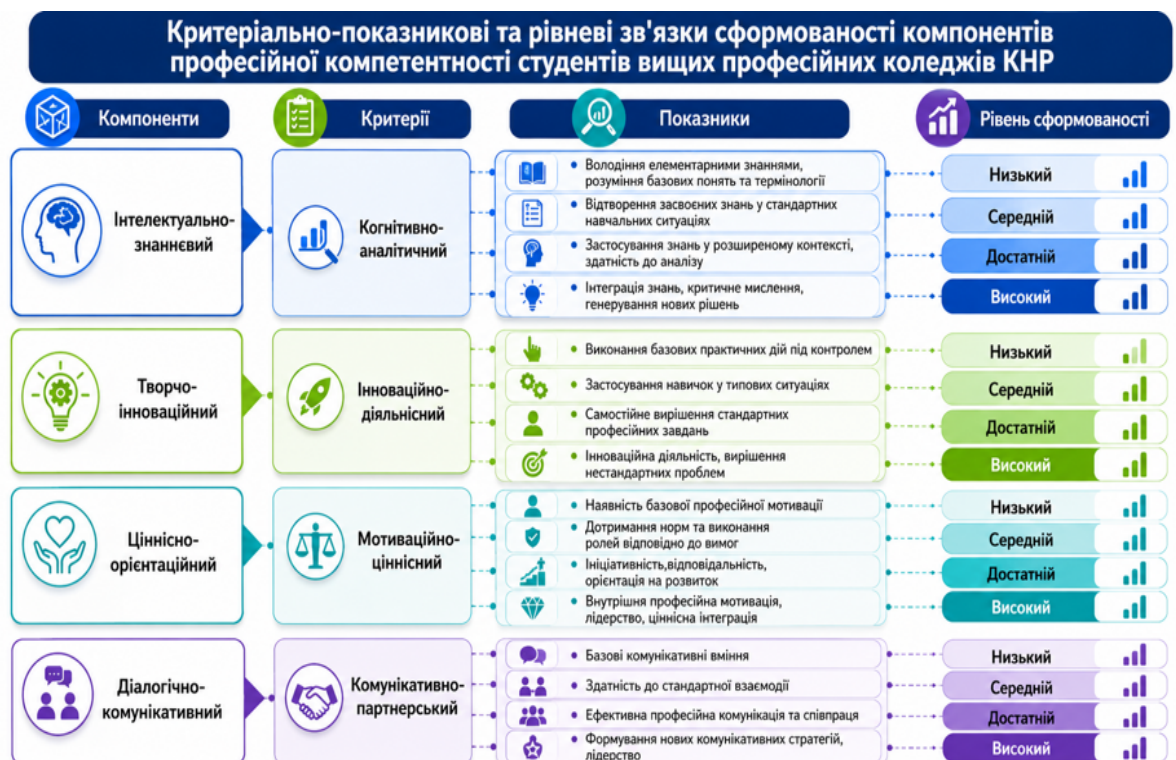 Критеріально-показникові та рівневі зв'язки сформованості компонентів
професійної компетентності студентів вищих професійних коледжів КНР
Компоненти
Критерії
Показники
Рівень сформованості
Інтелектуально-
знаннєвий
Когнітивно-
аналітичний
• Володіння елементарними знаннями,
розуміння базових понять та термінології
Низький
• Відтворення засвоєних знань у стандартних
навчальних ситуаціях
Середній
• Застосування знань у розширеному контексті,
здатність до аналізу
Достатній
• Інтеграція знань, критичне мислення,
генерування нових рішень
Високий
Творчо-
інноваційний
Інноваційно-
діяльнісний
• Виконання базових практичних дій під контролем
Низький
• Застосування навичок у типових ситуаціях
Середній
• Самостійне вирішення стандартних
професійних завдань
Достатній
• Інноваційна діяльність, вирішення
нестандартних проблем
Високий
Ціннісно-
орієнтаційний
Мотиваційно-
ціннісний
• Наявність базової професійної мотивації
Низький
• Дотримання норм та виконання
ролей відповідно до вимог
Середній
• Ініціативність,відповідальність,
орієнтація на розвиток
Достатній
• Внутрішня професійна мотивація,
лідерство, ціннісна інтеграція
Високий
Діалогічно-
комунікативний
Комунікативно-
партнерський
• Базові комунікативні вміння
Низький
• Здатність до стандартної взаємодії
Середній
• Ефективна професійна комунікація та співпраця
Достатній
• Формування нових комунікативних стратегій,
лідерство
Високий